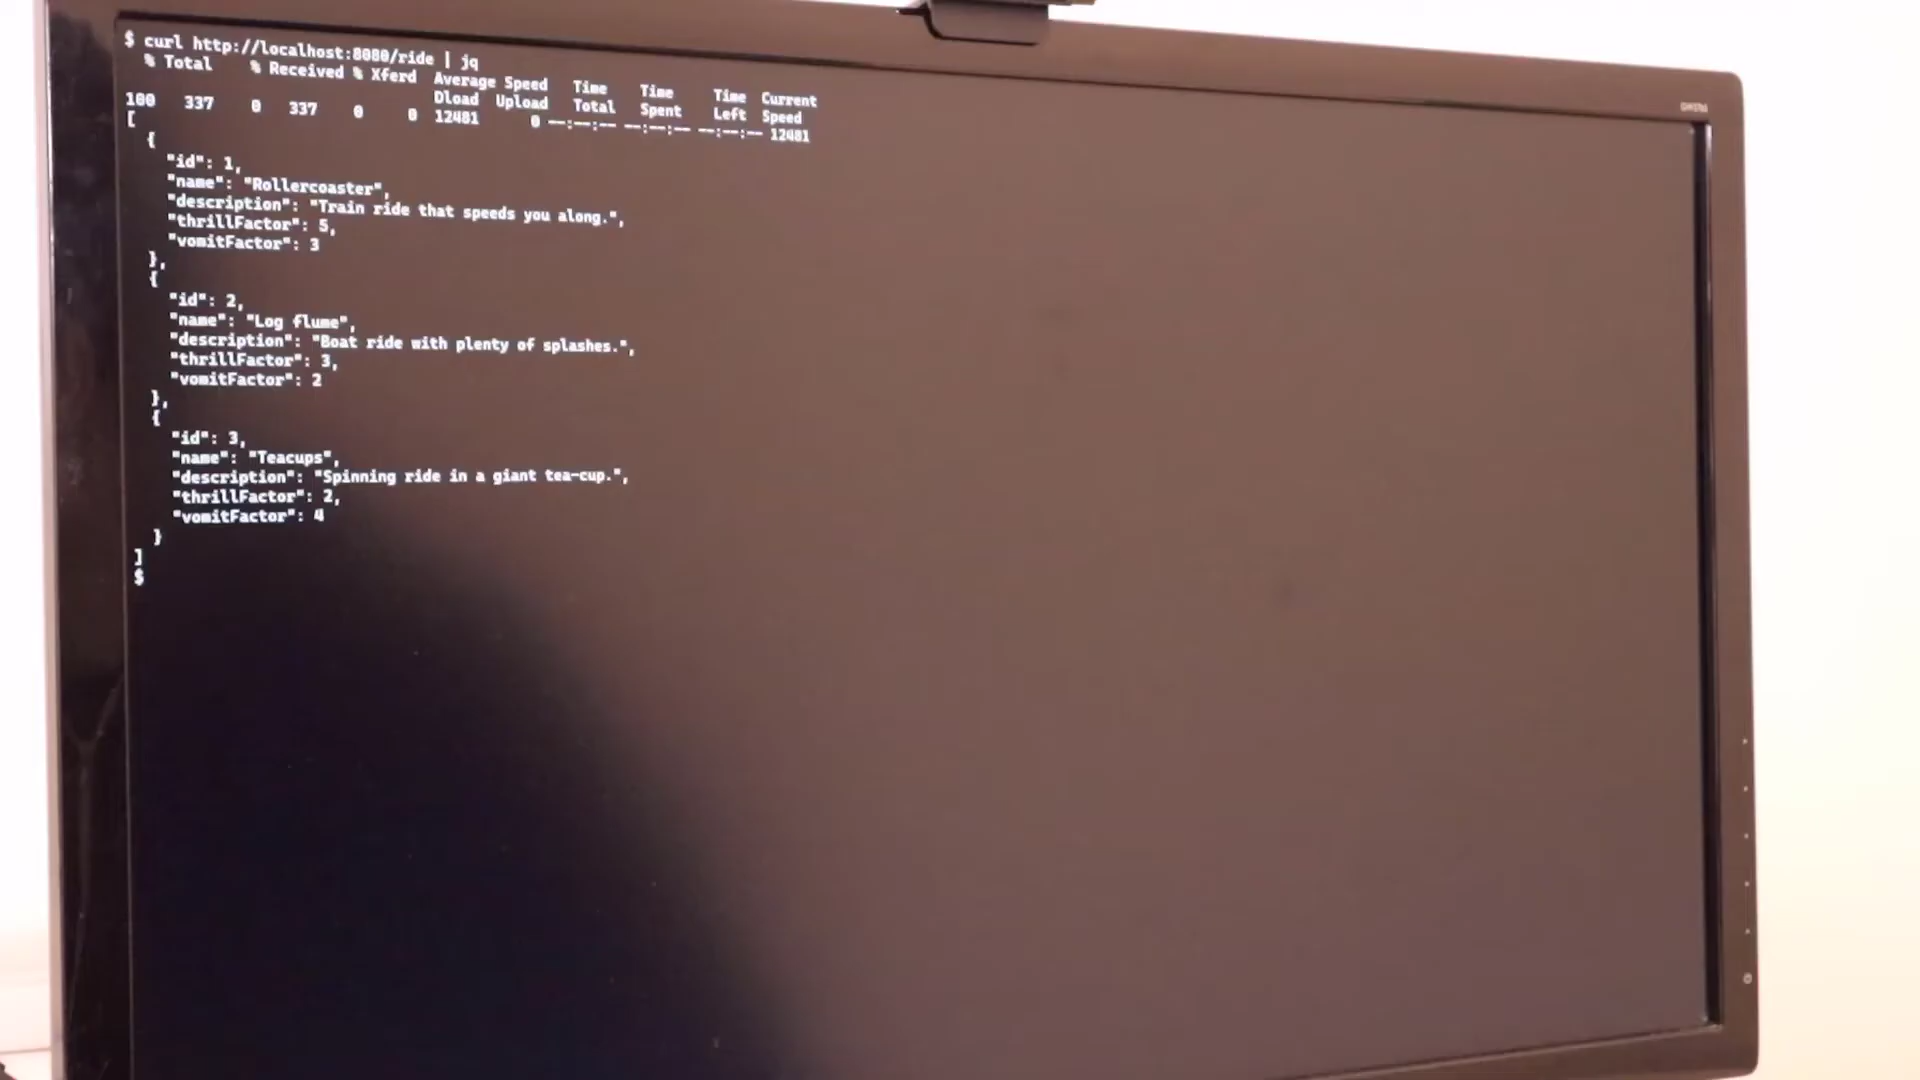 $ curl http://localhost:8080/ride | jq
% Total % Received % Xferd Average Speed Time Time Time Current
Dload Upload Total Spent Left Speed
100 337 0 337 0 0 12481 0 --:--:-- --:--:-- --:--:-- 12481
[
{
"id": 1,
"name": "Rollercoaster",
"description": "Train ride that speeds you along.",
"thrillFactor": 5,
"vomitFactor": 3
},
{
"id": 2,
"name": "Log flume",
"description": "Boat ride with plenty of splashes.",
"thrillFactor": 3,
"vomitFactor": 2
},
{
"id": 3,
"name": "Teacups",
"description": "Spinning ride in a giant tea-cup.",
"thrillFactor": 2,
"vomitFactor": 4
}
]
$